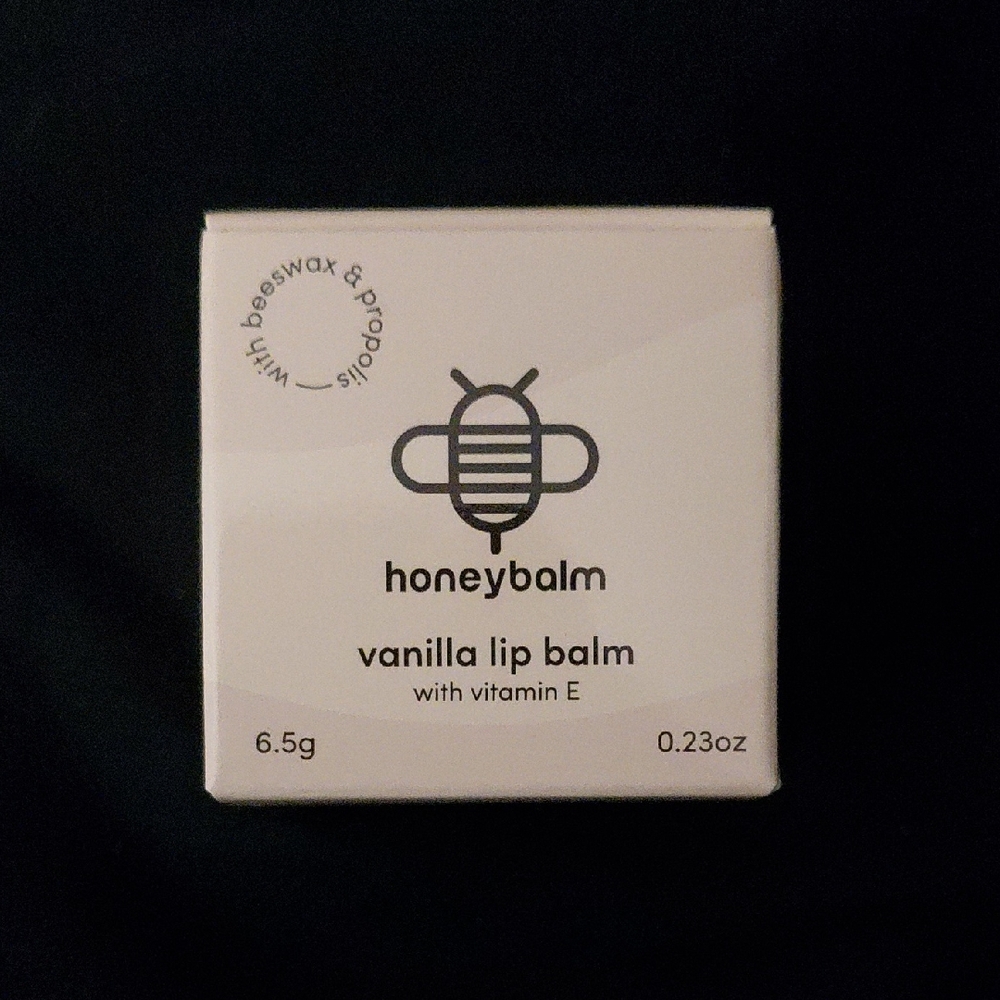 with beeswax & propolis —
honeybalm
vanilla lip balm
with vitamin E
6.5g
0.23oz